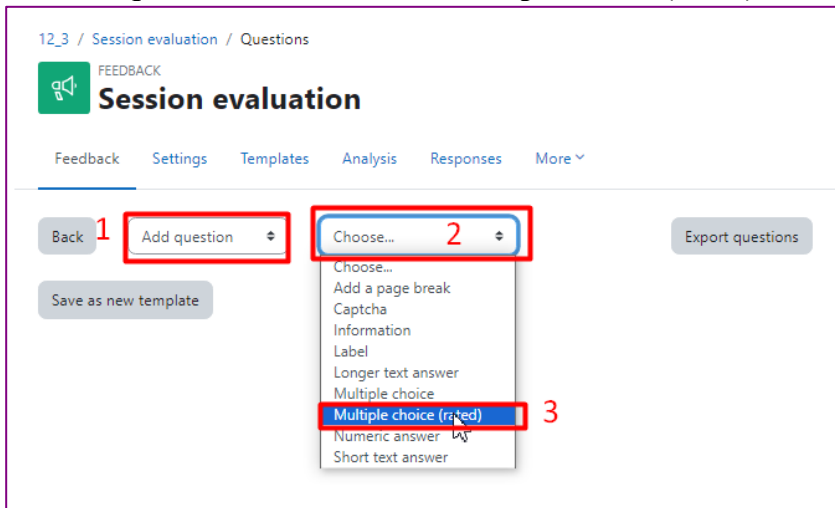 12_3 / Session evaluation / Questions
FEEDBACK
Session evaluation
Feedback Settings Templates Analysis Responses More
Back 1 Add question Choose... 2 Export questions
Save as new template
Choose...
Add a page break
Captcha
Information
Label
Longer text answer
Multiple choice
Multiple choice (rated) 3
Numeric answer
Short text answer